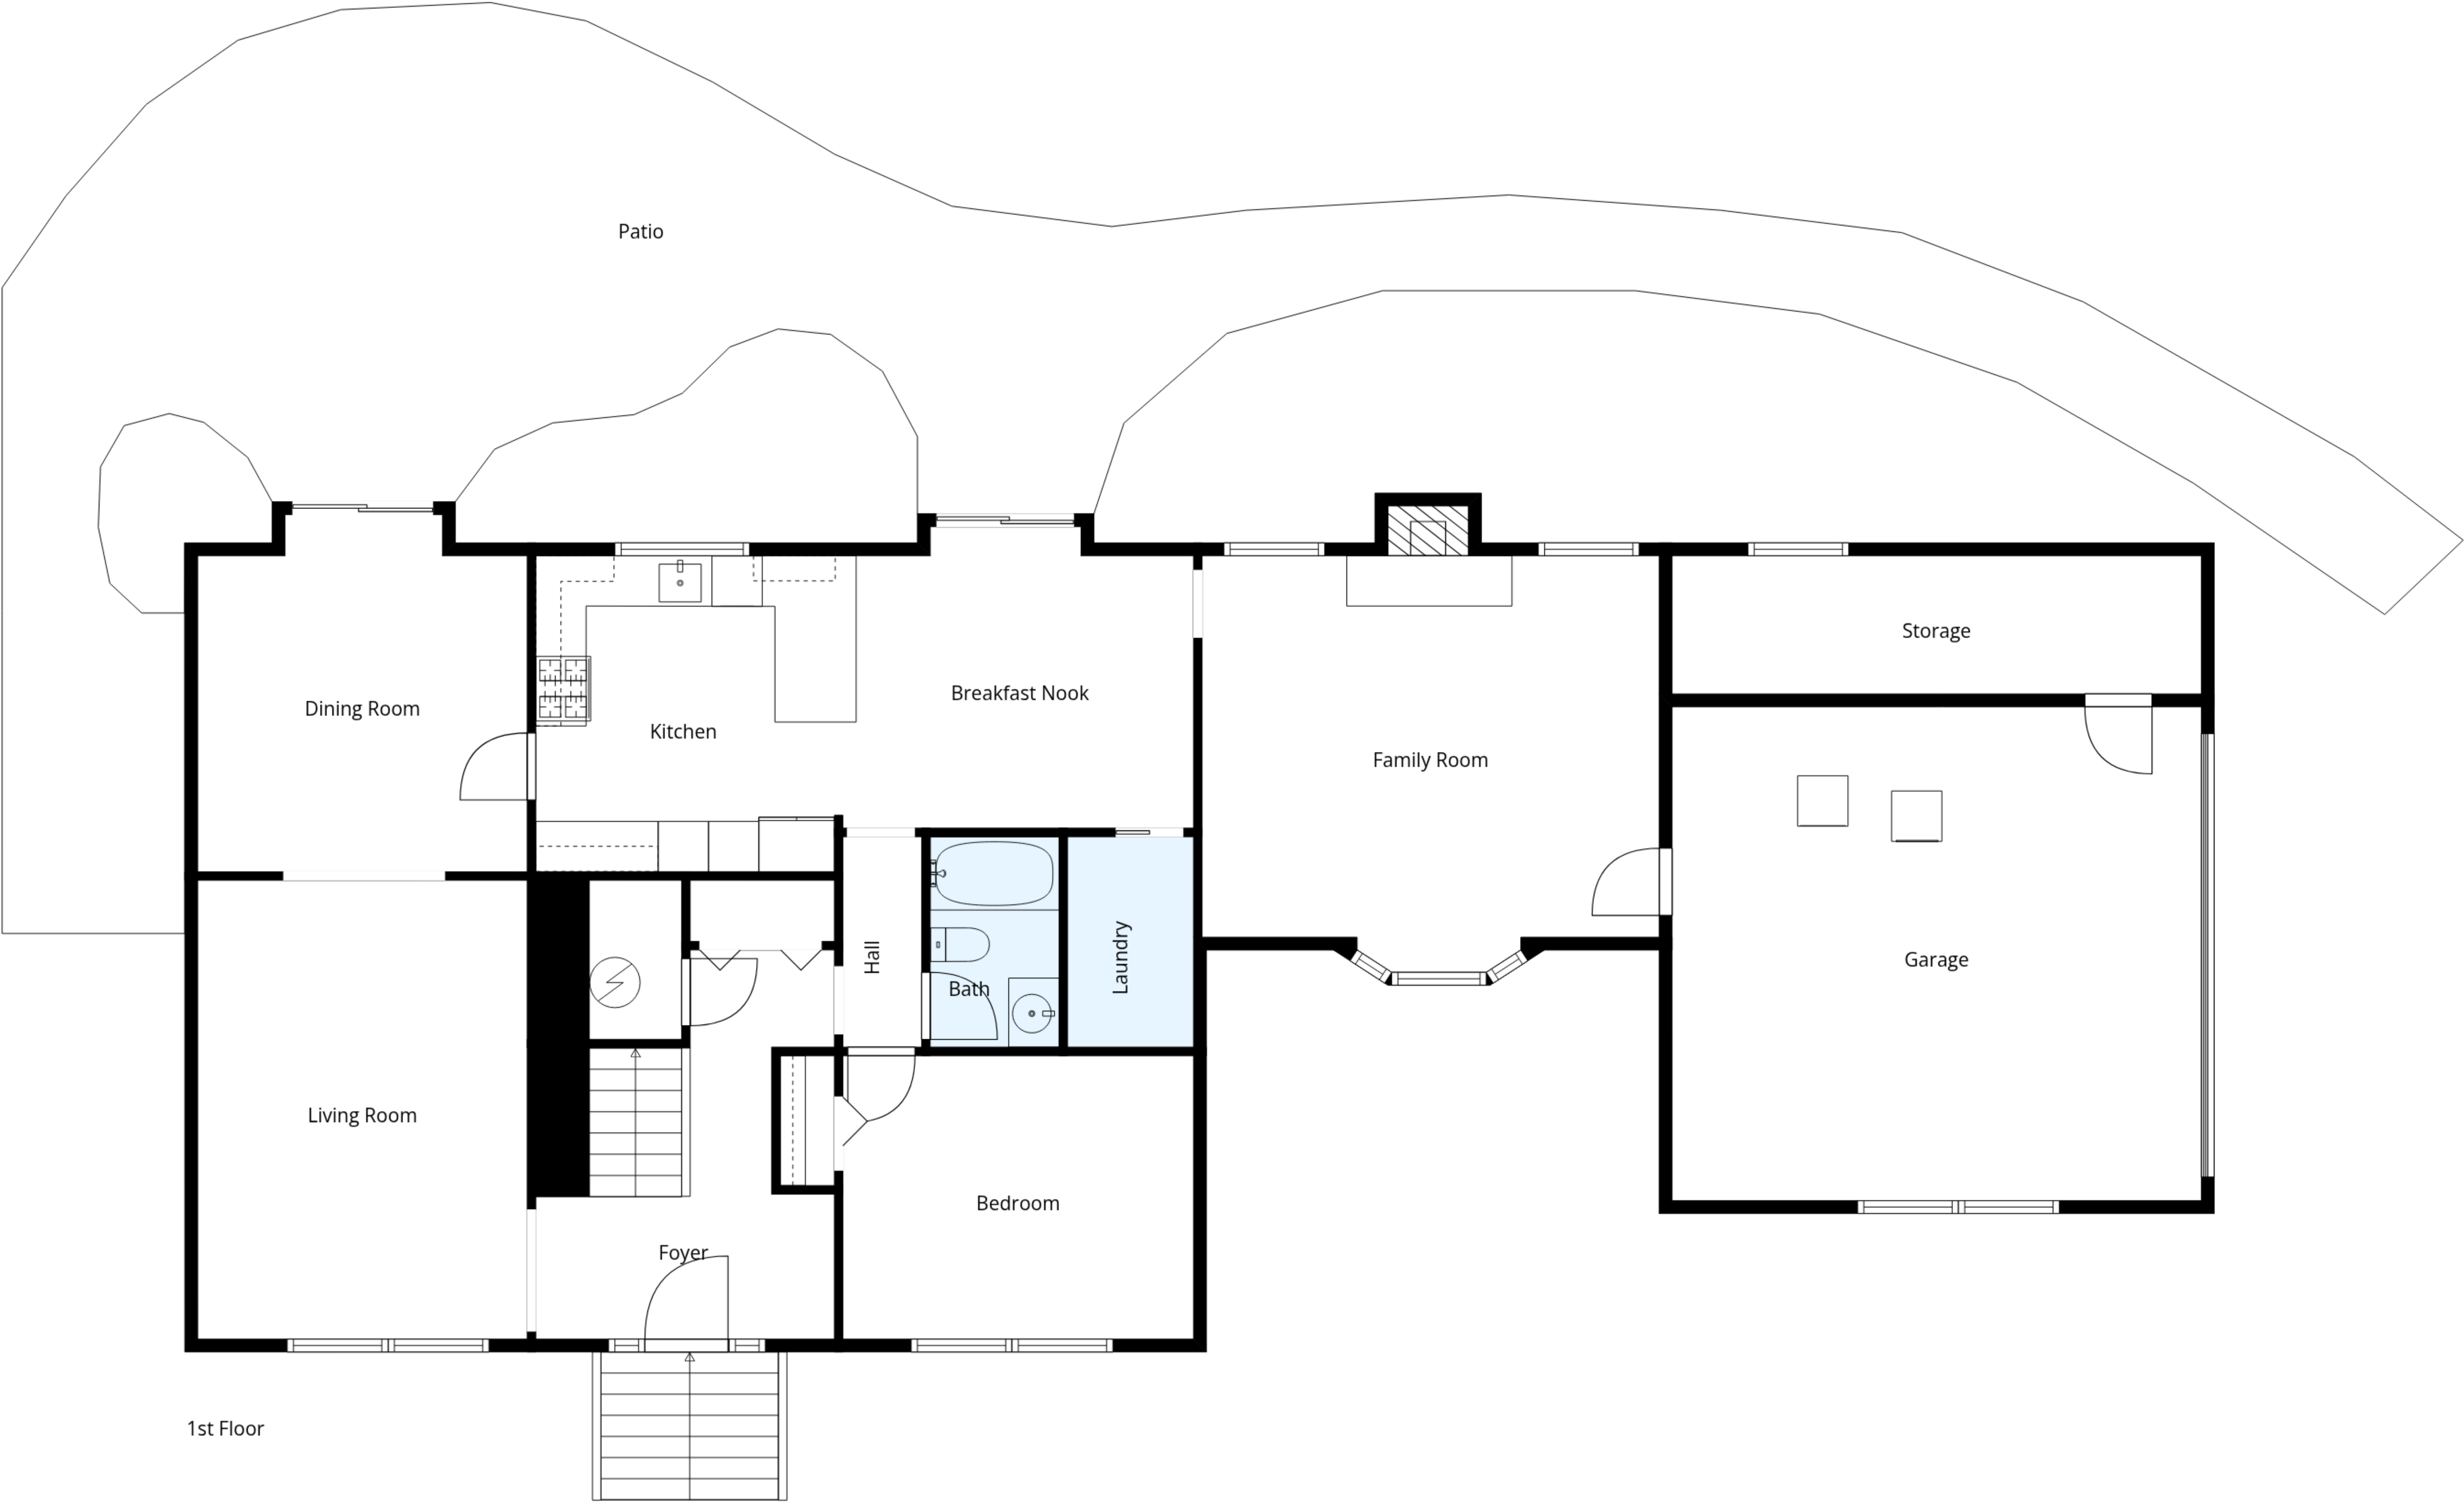 Patio
Storage
Breakfast Nook
Dining Room
Kitchen
Family Room
Hall
Laundry
Garage
Bath
Living Room
Bedroom
Foyer
1st Floor